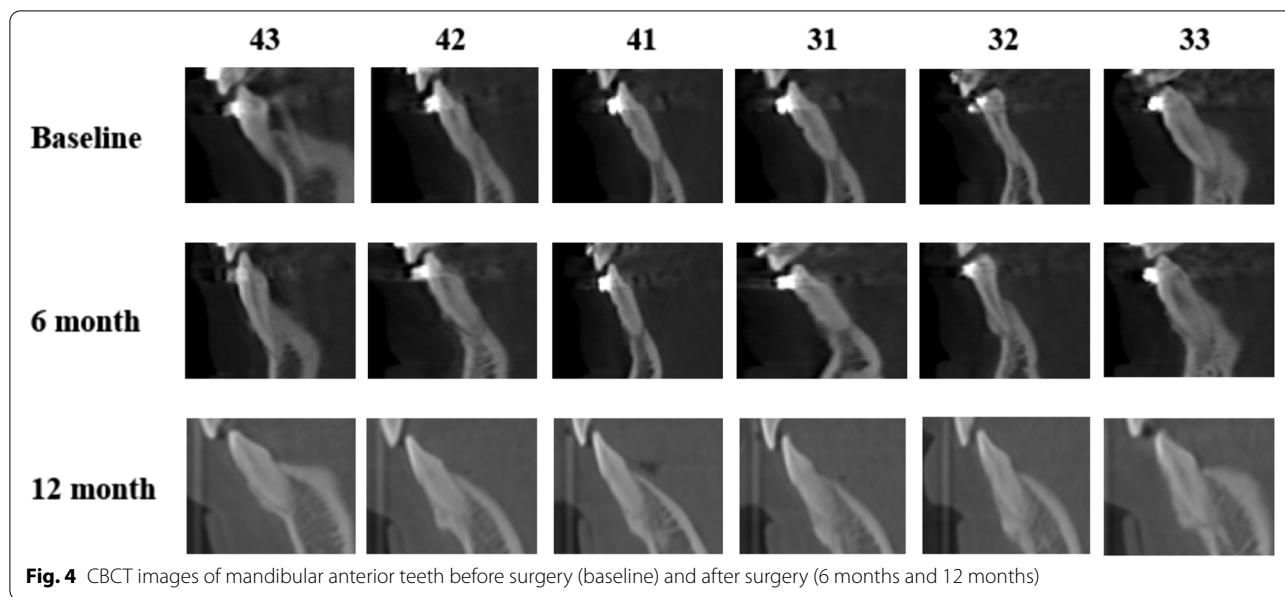 43 42 41 31 32 33
Baseline
6 month
12 month
Fig. 4 CBCT images of mandibular anterior teeth before surgery (baseline) and after surgery (6 months and 12 months)